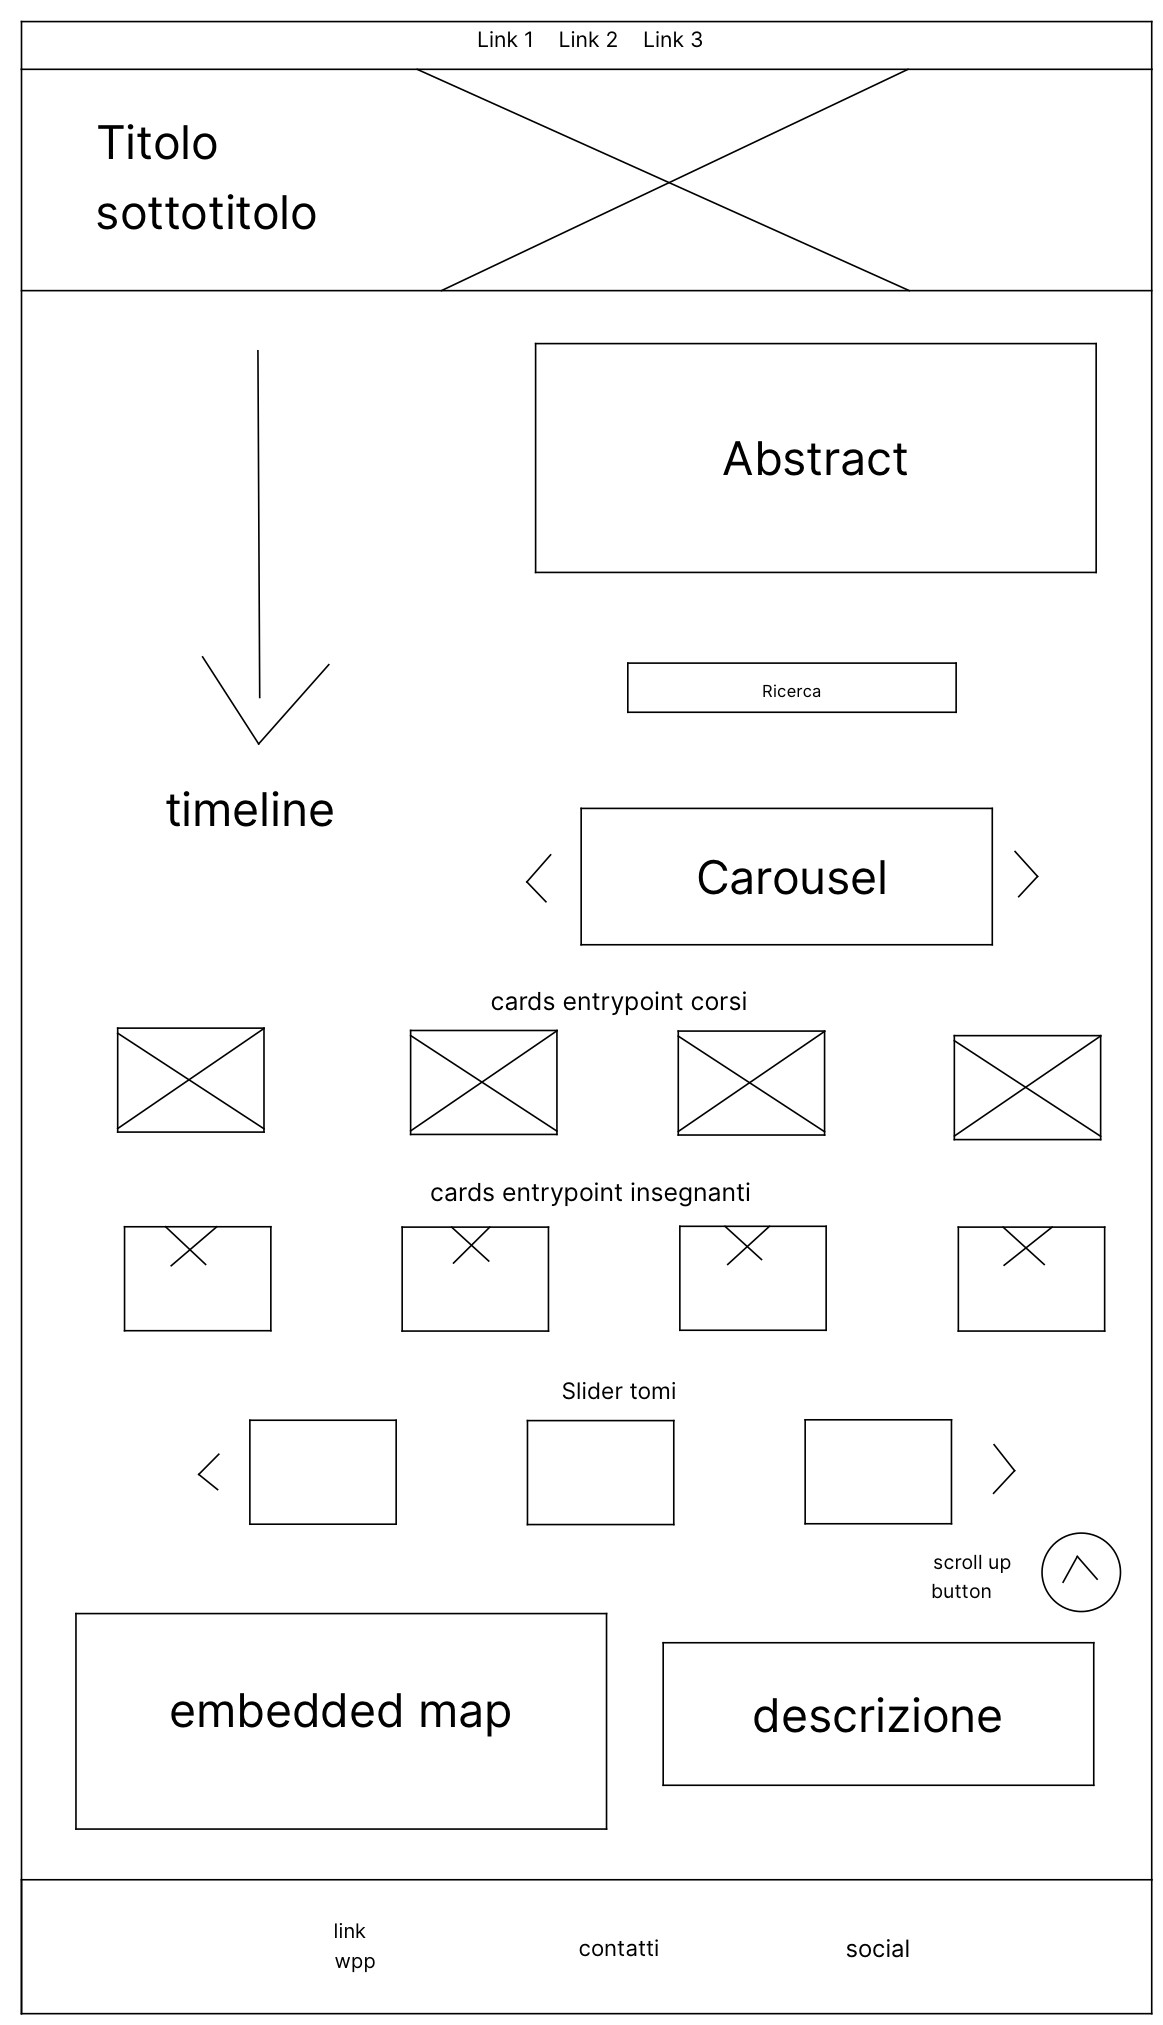 Link 1 Link 2 Link 3
Titolo
sottotitolo
Abstract
Ricerca
timeline
Carousel
cards entrypoint corsi
cards entrypoint insegnanti
Slider tomi
scroll up
button
embedded map
descrizione
link
wpp
contatti
social